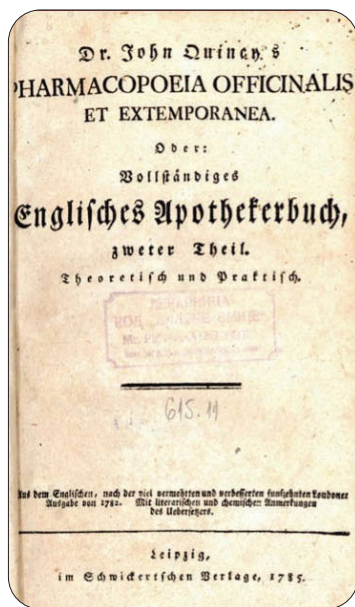 Dr. John Quincy's
PHARMACOPOEIA OFFICINALIS
ET EXTEMPORANEA.
Oder:
Vollständiges
Englisches Apothekerbuch,
zweter Theil.
Theoretisch und Praktisch.
615.11
Aus dem Englischen, nach der viel vermehrten und verbesserten funfzehnten Londoner
Ausgabe von 1782. Mit literarischen und chemischen Anmerkungen
des Uebersetzers.
Leipzig,
im Schwickertschen Verlage, 1785.